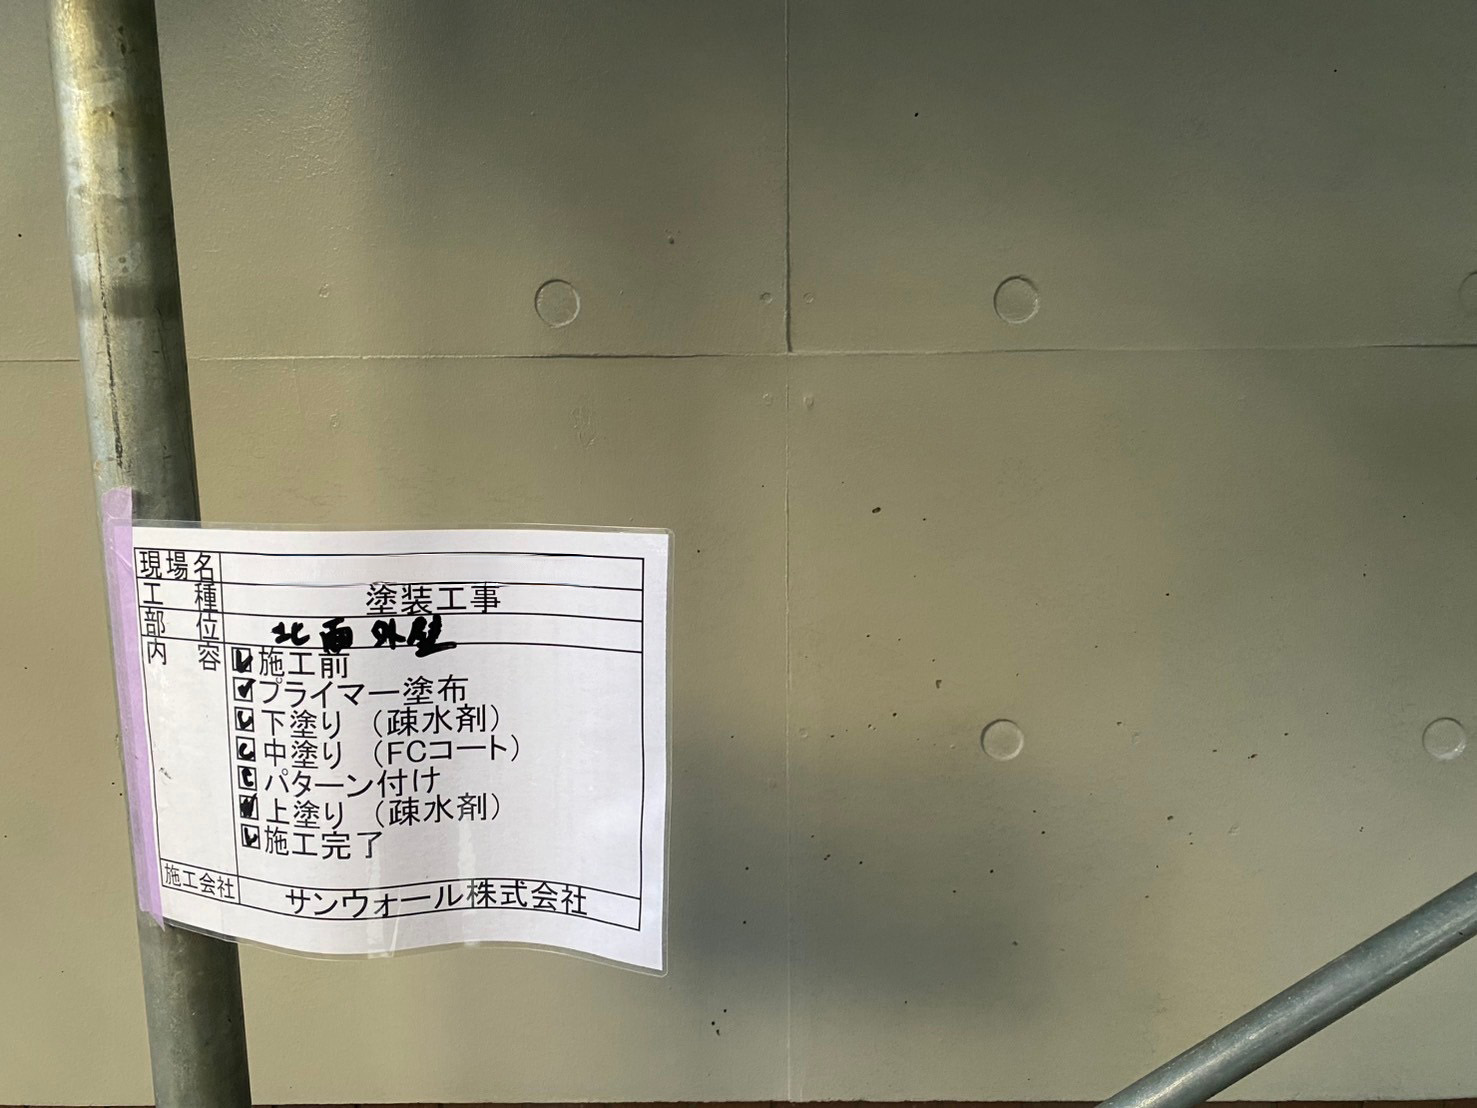 現場名
工種 塗装工事
部位 北面外壁
内容 施工前
プライマー塗布
下塗り（疎水剤）
中塗り（FCコート）
パターン付け
上塗り（疎水剤）
施工完了
施工会社 サンウォール株式会社